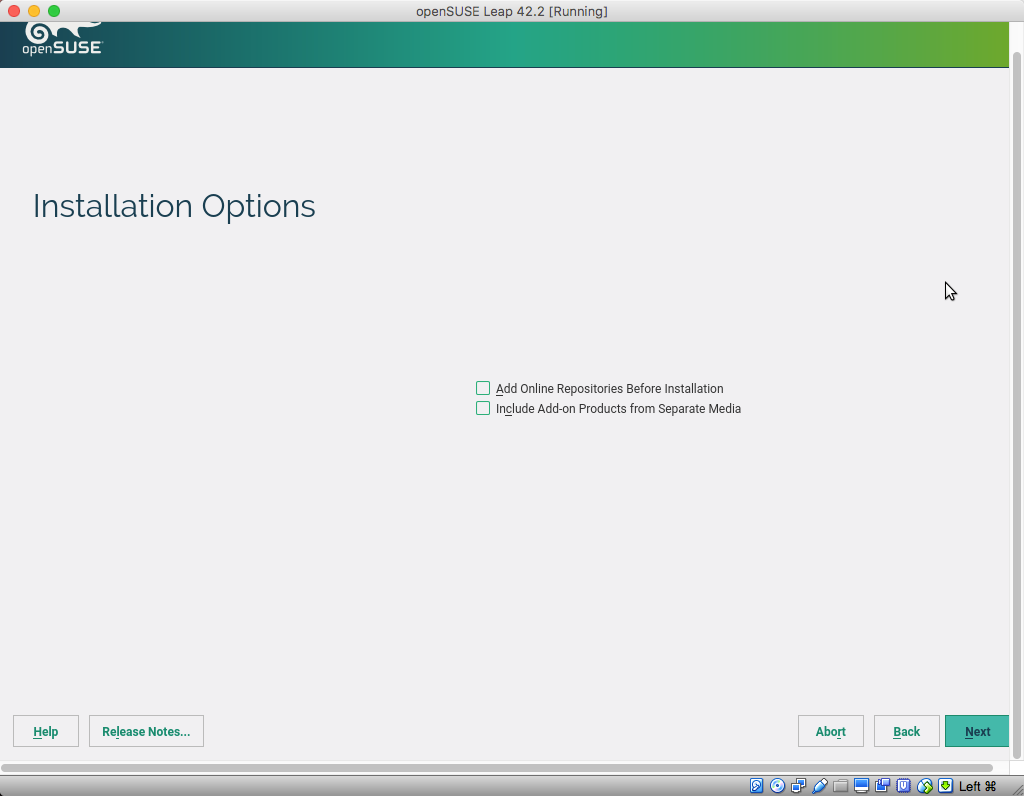 openSUSE Leap 42.2 [Running]
openSUSE
Installation Options
Add Online Repositories Before Installation
Include Add-on Products from Separate Media
Help
Release Notes...
Abort
Back
Next
Left ⌘